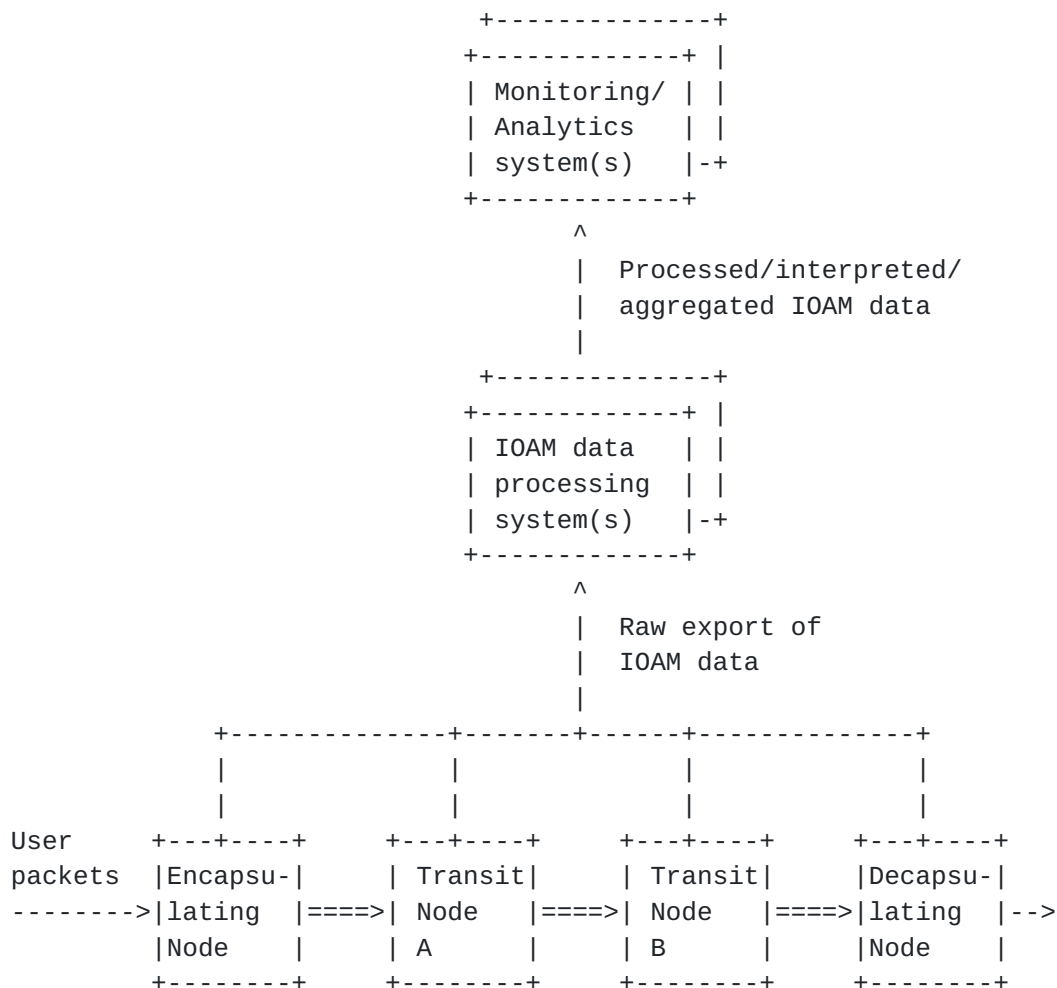 Monitoring/
Analytics
system(s)
Processed/interpreted/
aggregated IOAM data
IOAM data
processing
system(s)
Raw export of
IOAM data
User
packets |Encapsu-| | Transit| | Transit| |Decapsu-|
-------->|lating |====>| Node |====>| Node |====>|lating |-->
|Node | | A | | B | |Node |